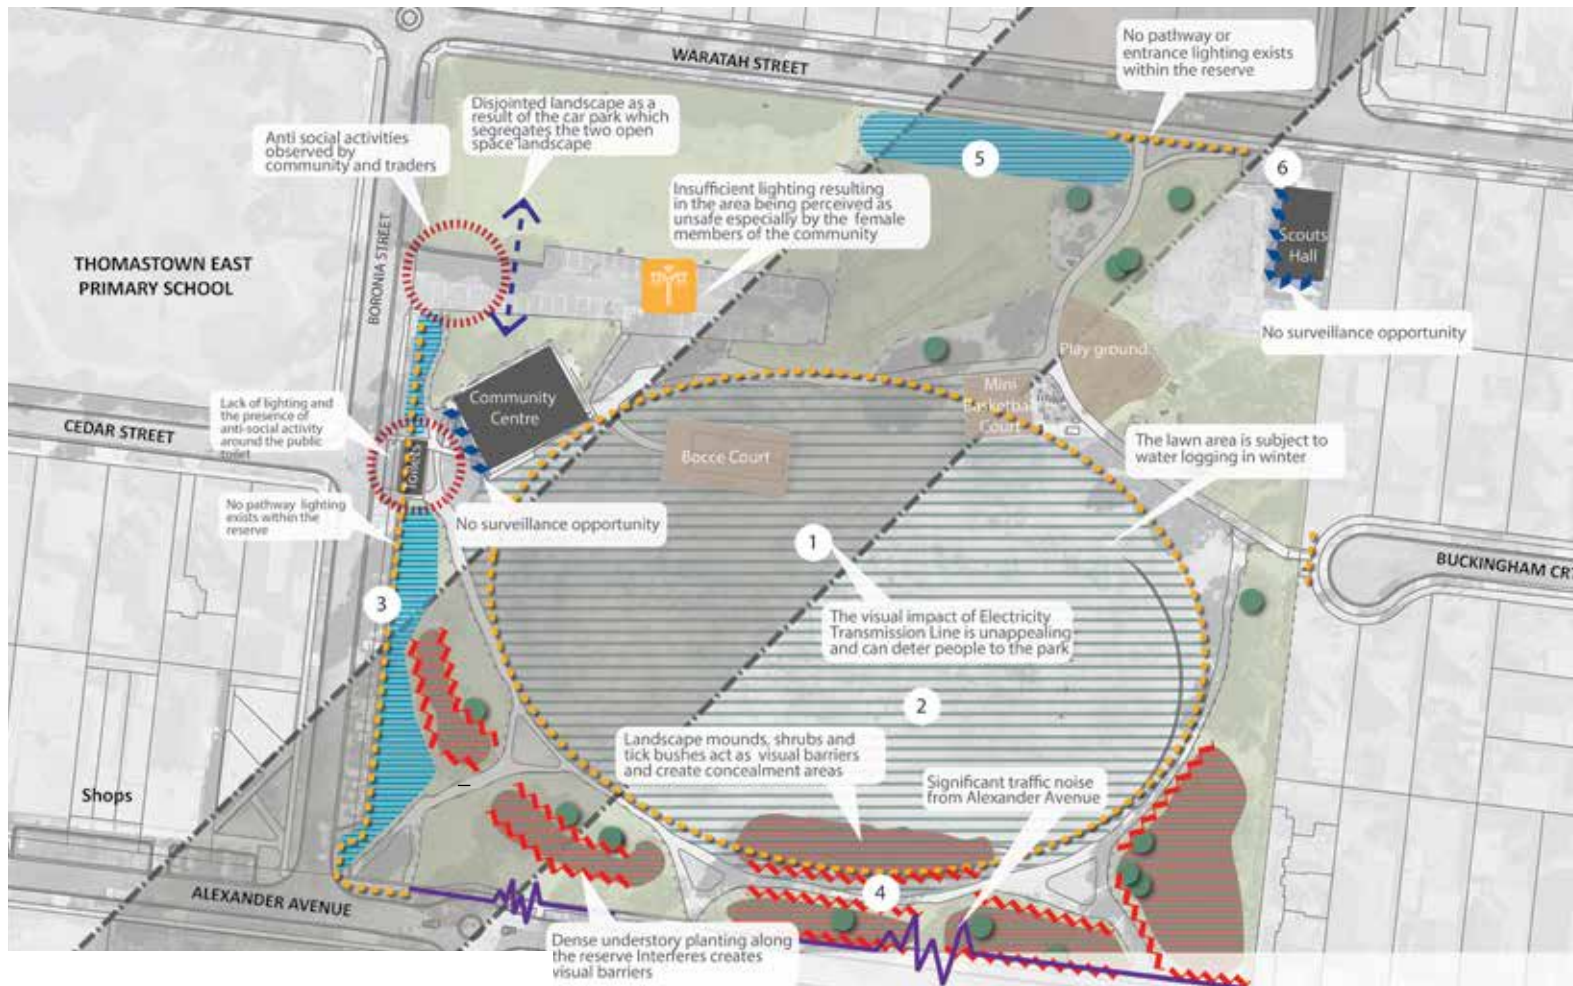 WARATAH STREET
No pathway or
entrance lighting exists
within the reserve
Disjointed landscape as a
result of the car park which
segregates the two open
space landscape
Anti social activities
observed by
community and traders
5
6
Insufficient lighting resulting
in the area being perceived as
unsafe especially by the female
members of the community
BORONIA STREET
Scouts
Hall
THOMASTOWN EAST
PRIMARY SCHOOL
No surveillance opportunity
Play ground
Community
Centre
Mini
Basketball
Court
Lack of lighting and
the presence of
anti-social activity
around the public
toilet
CEDAR STREET
Toilets
Bocce Court
The lawn area is subject to
water logging in winter
No pathway lighting
exists within the
reserve
No surveillance opportunity
1
BUCKINGHAM CRT
3
The visual impact of Electricity
Transmission Line is unappealing
and can deter people to the park
2
Landscape mounds, shrubs and
tick bushes act as visual barriers
and create concealment areas
Significant traffic noise
from Alexander Avenue
Shops
4
ALEXANDER AVENUE
Dense understory planting along
the reserve Interferes creates
visual barriers